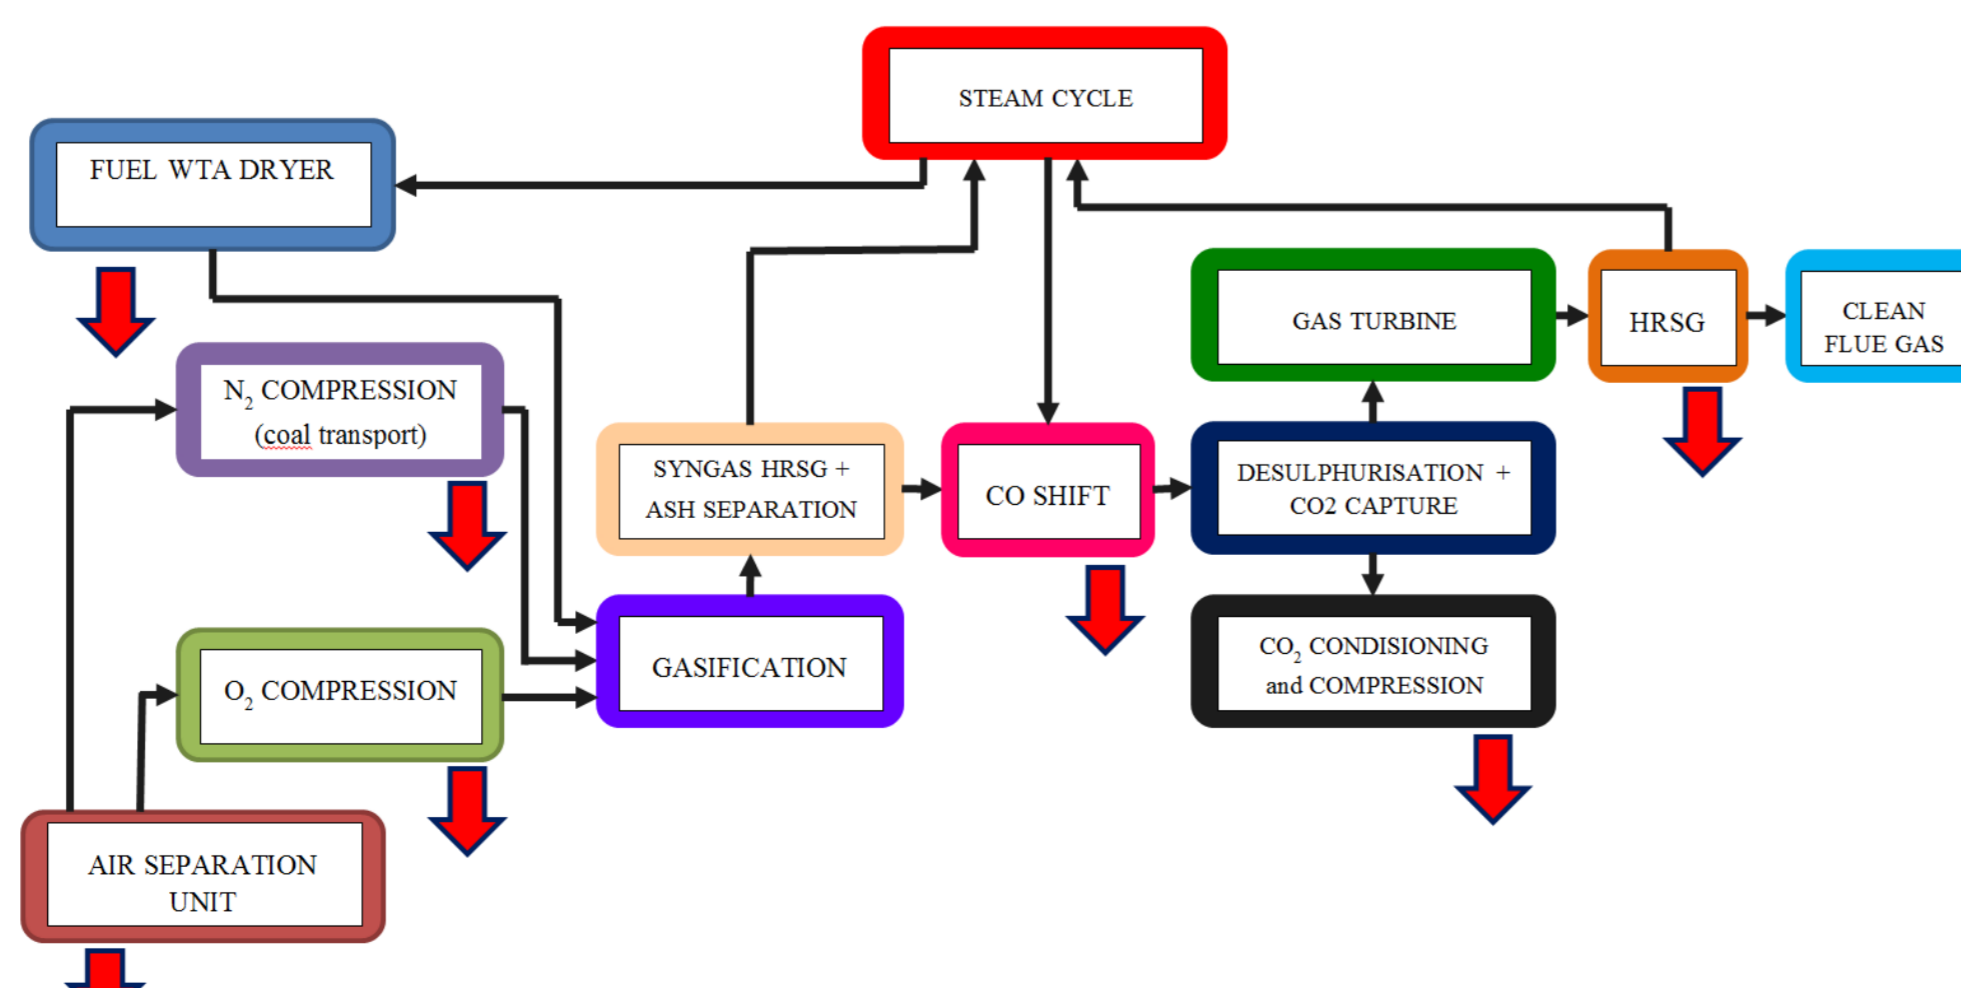 STEAM CYCLE
FUEL WTA DRYER
N₂ COMPRESSION
(coal transport)
O₂ COMPRESSION
AIR SEPARATION
UNIT
SYNGAS HRSG +
ASH SEPARATION
GASIFICATION
CO SHIFT
GAS TURBINE
HRSG
CLEAN
FLUE GAS
DESULPHURISATION +
CO2 CAPTURE
CO₂ CONDISIONING
and COMPRESSION